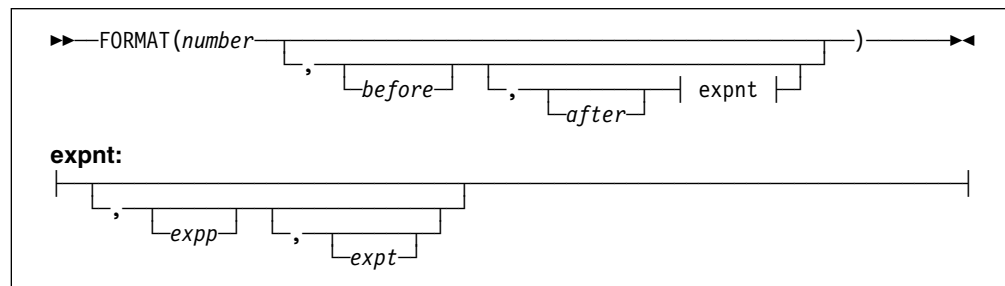 FORMAT(number )
, before , after expnt
expnt:
, expp , expt